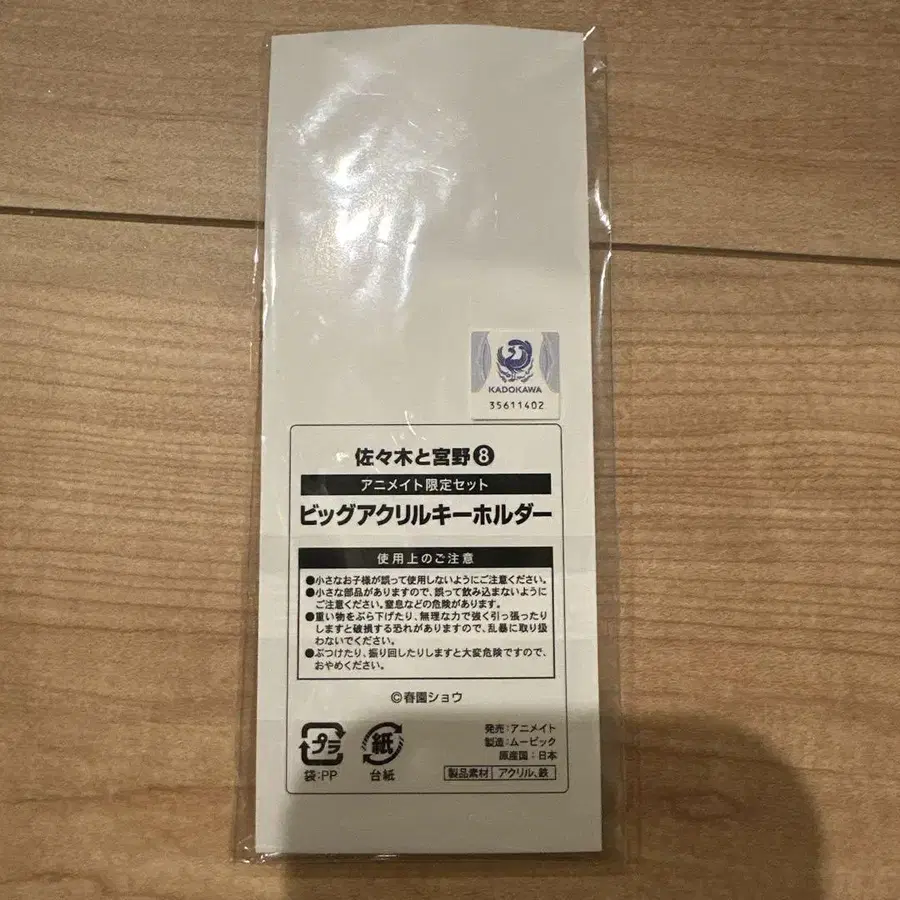 KADOKAWA
35611402
佐々木と宮野❽
アニメイト限定セット
ビッグアクリルキーホルダー
使用上のご注意
●小さなお子様が誤って使用しないようにご注意ください。
●小さな部品がありますので、誤って飲み込まないように
ご注意ください。窒息などの危険があります。
●重い物をぶら下げたり、無理な力で強く引っ張ったり
しますと破損する恐れがありますので、乱暴に取り扱
わないでください。
●ぶつけたり、振り回したりしますと大変危険ですので、
おやめください。
©春園ショウ
プラ
袋:PP
紙
台紙
発売:アニメイト
製造:ムービック
原産国:日本
製品素材 アクリル、鉄